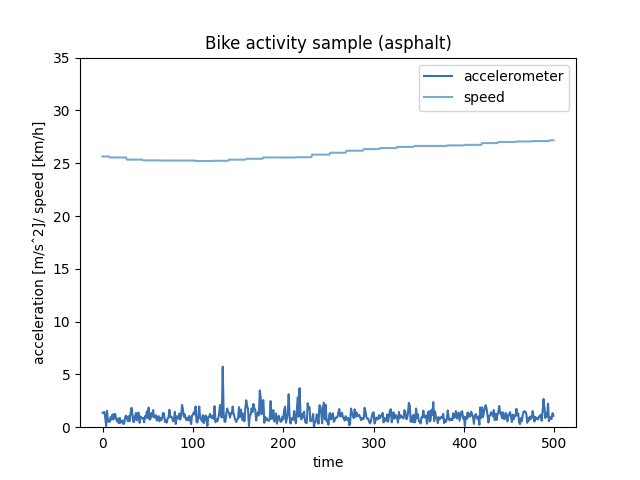 Bike activity sample (asphalt)
accelerometer
speed
35
30
25
20
15
10
5
0
acceleration [m/sˆ2]/ speed [km/h]
0 100 200 300 400 500
time